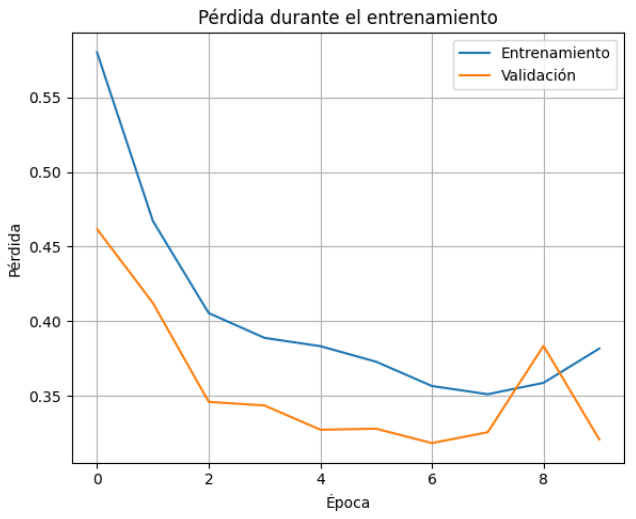 Pérdida durante el entrenamiento
Entrenamiento
Validación
0.55
0.50
0.45
0.40
0.35
Pérdida
0 2 4 6 8
Época